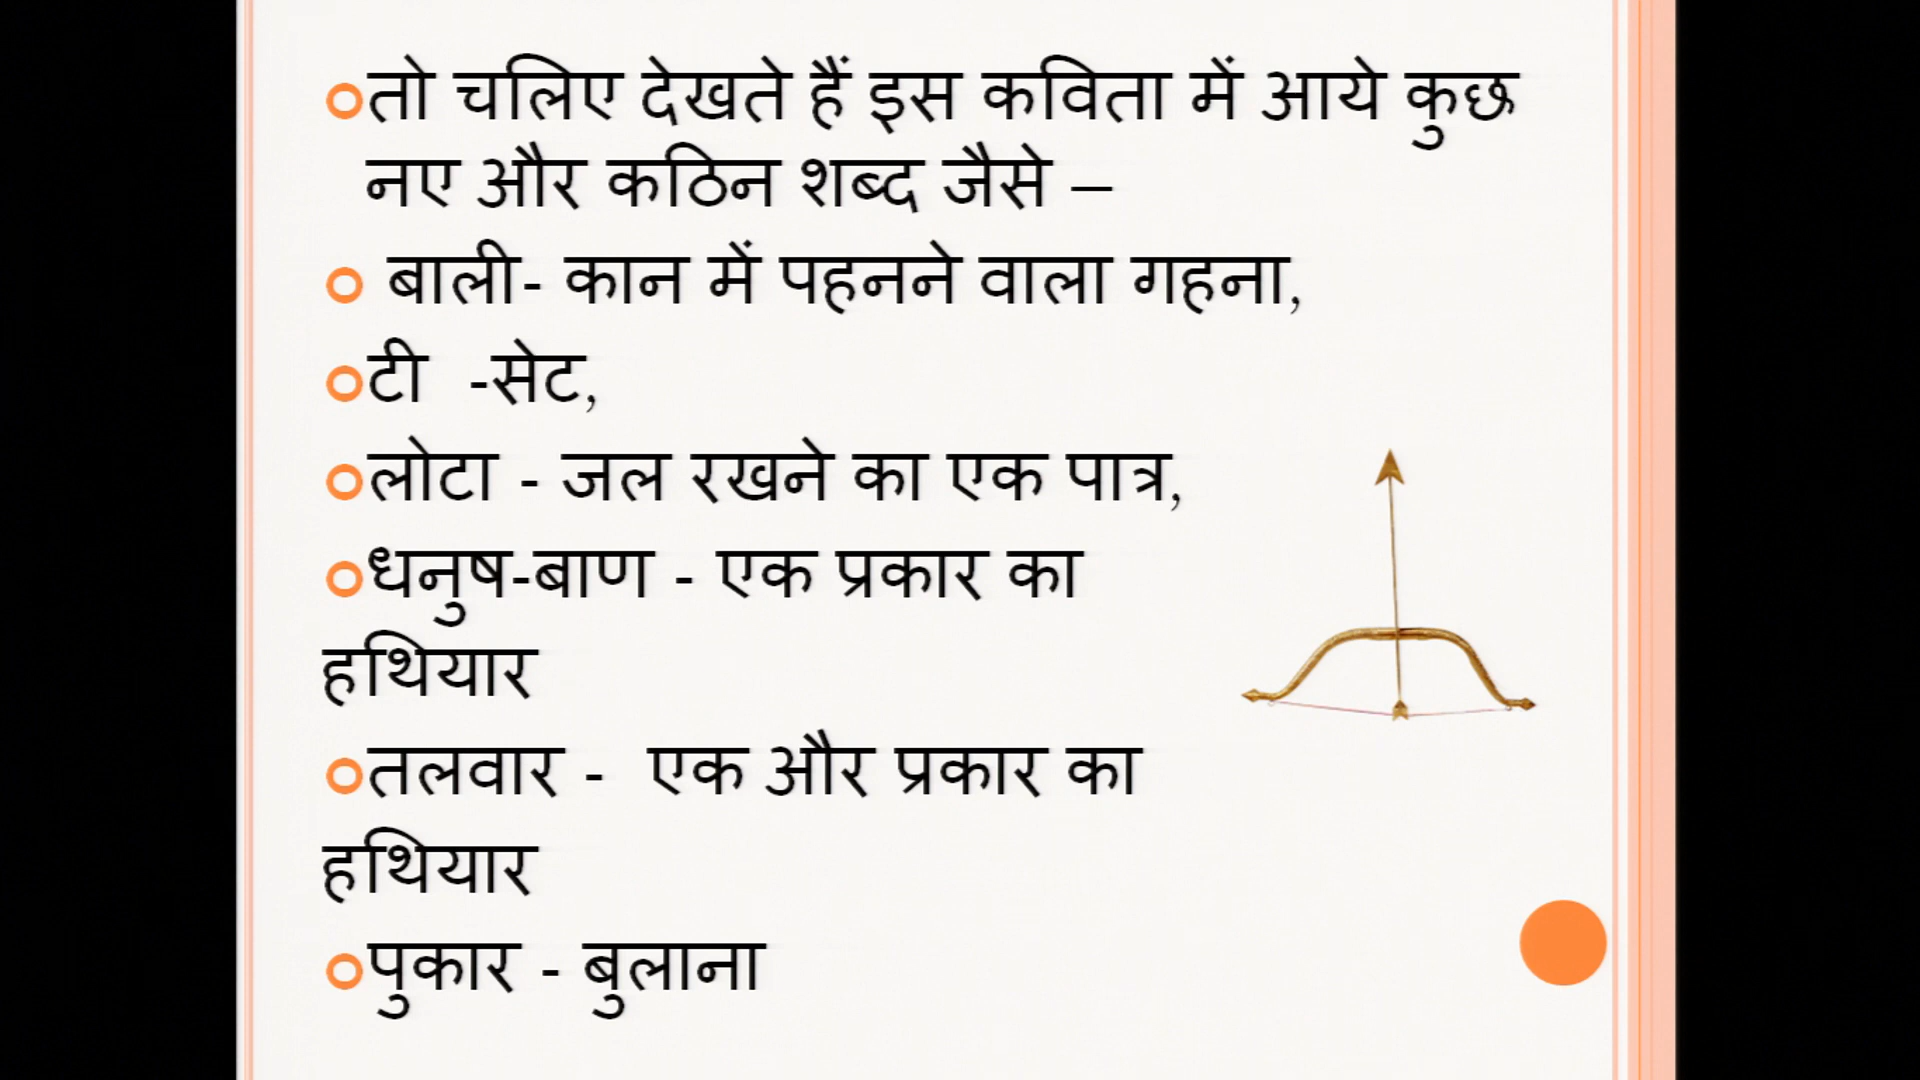 तो चलिए देखते हैं इस कविता में आये कुछ
नए और कठिन शब्द जैसे –
बाली- कान में पहनने वाला गहना,
टी -सेट,
लोटा - जल रखने का एक पात्र,
धनुष-बाण - एक प्रकार का
हथियार
तलवार - एक और प्रकार का
हथियार
पुकार - बुलाना